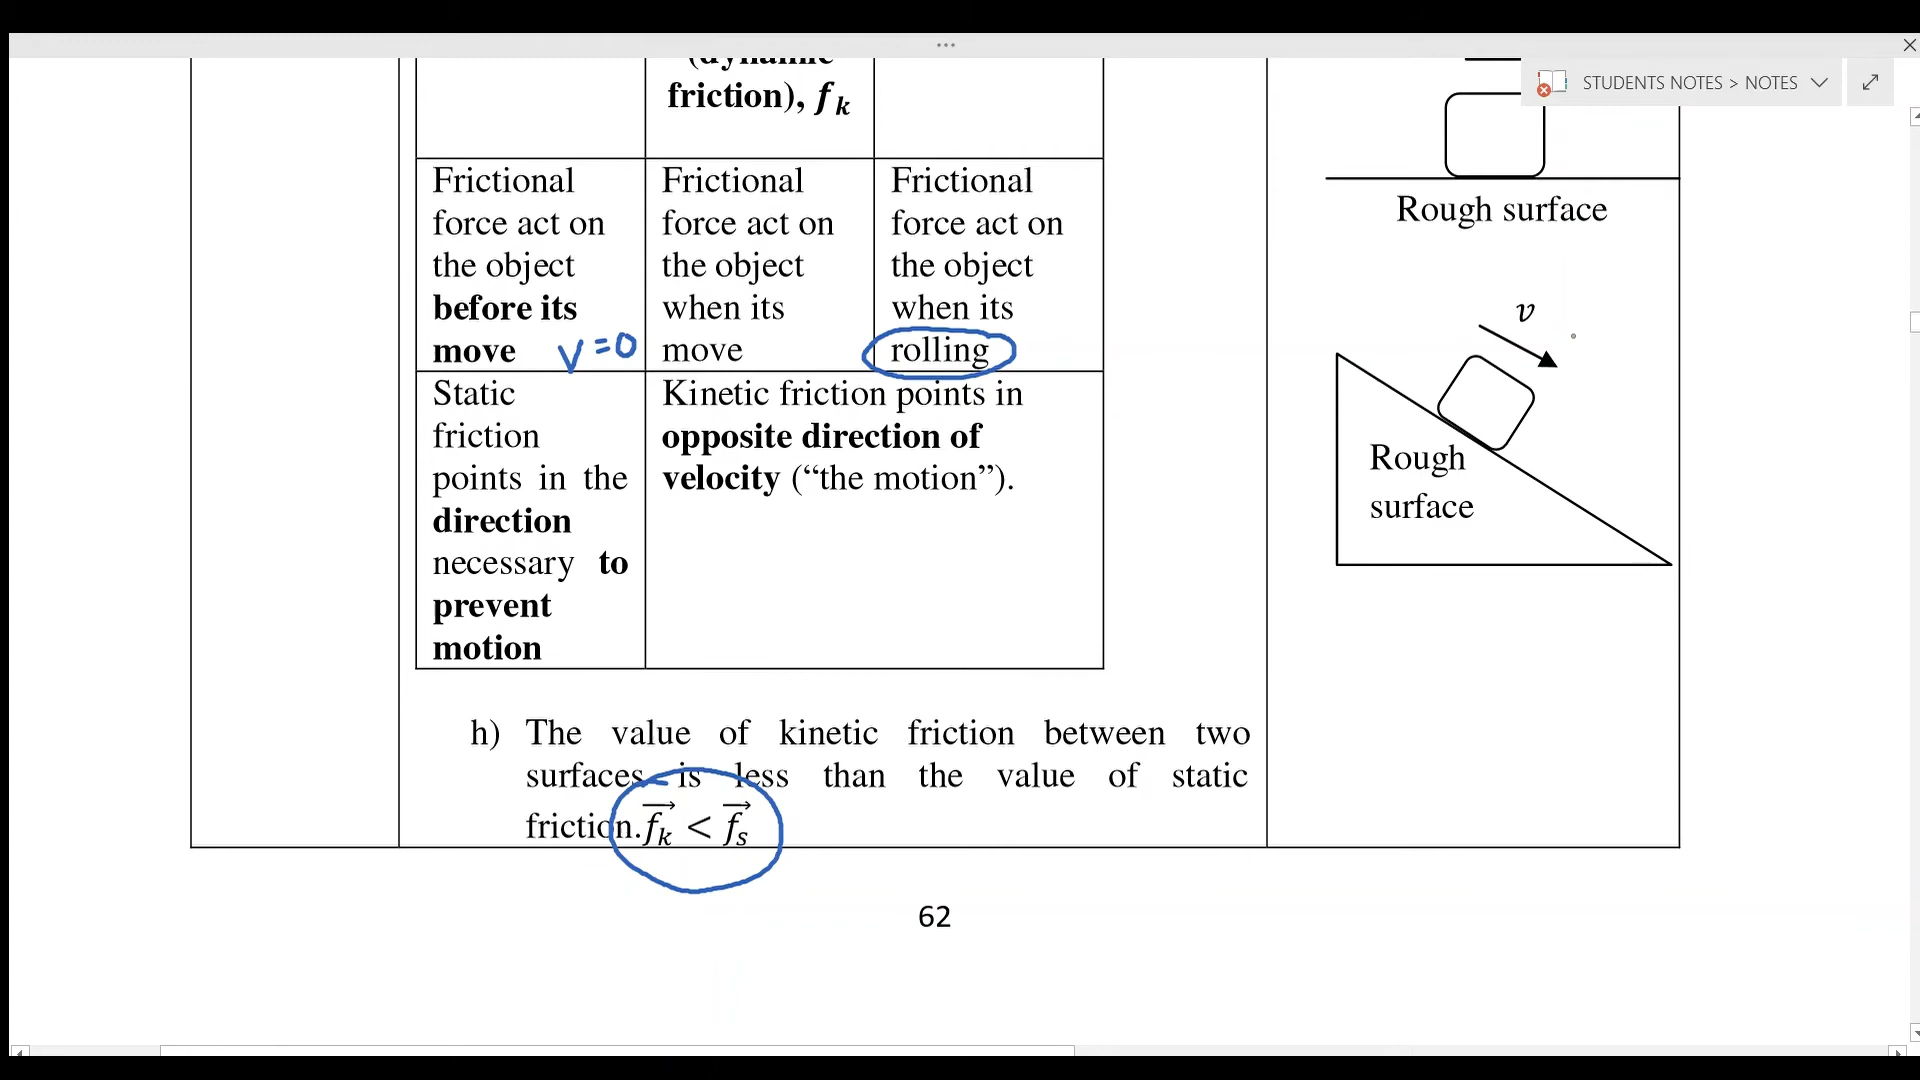 STUDENTS NOTES > NOTES
(dynamic
friction), fₖ
Frictional
force act on
the object
before its
move v=0
Frictional
force act on
the object
when its
move
Frictional
force act on
the object
when its
rolling
Static
friction
points in the
direction
necessary to
prevent
motion
Kinetic friction points in
opposite direction of
velocity (“the motion”).
h) The value of kinetic friction between two
surfaces is less than the value of static
friction. f⃗ₖ < f⃗ₛ
Rough surface
v
Rough
surface
62